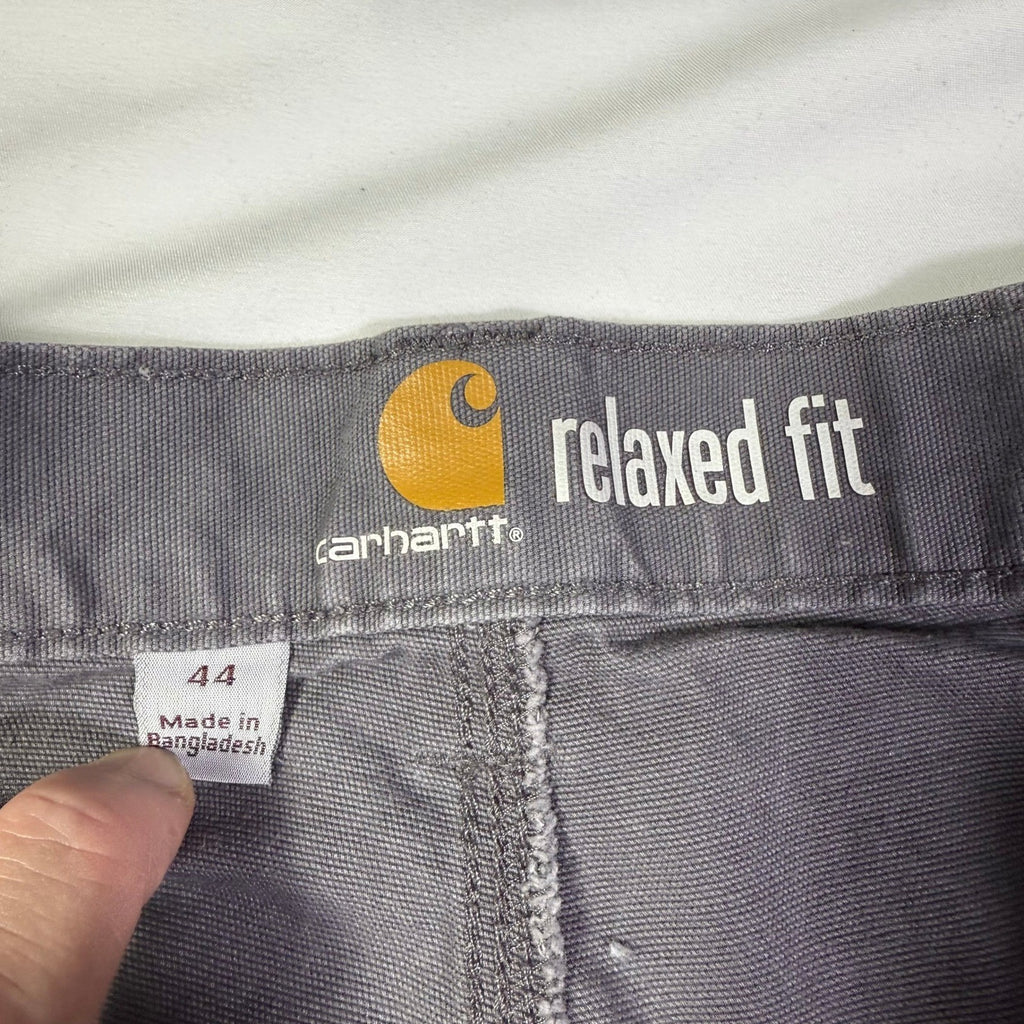 relaxed fit
carhartt®
44
Made in
Bangladesh